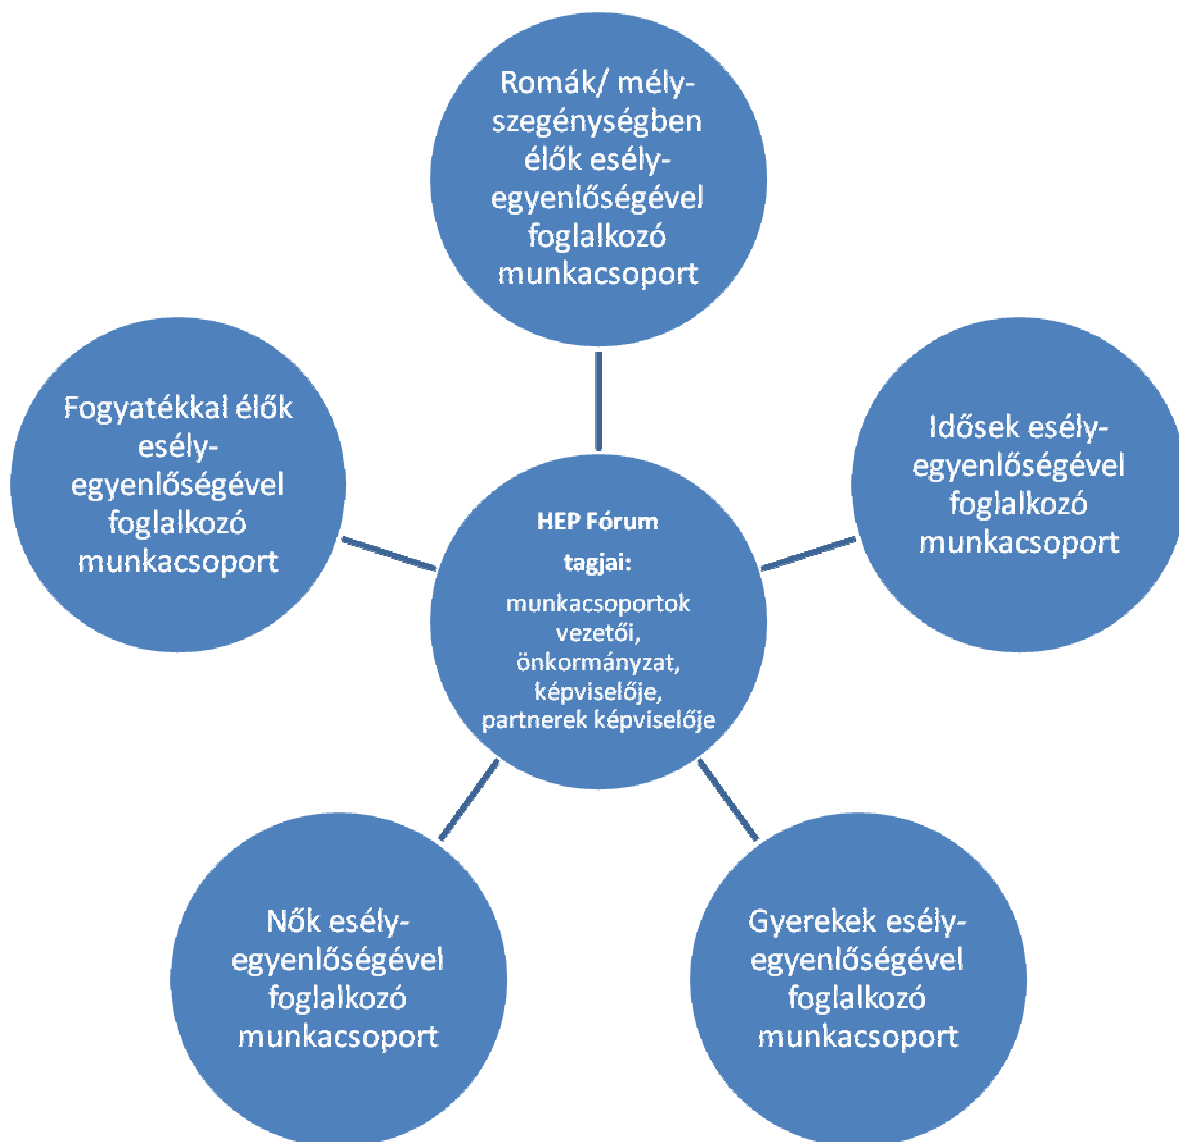 Romák/ mély-
szegénységben
élők esély-
egyenlőségével
foglalkozó
munkacsoport
Fogyatékkal élők
esély-
egyenlőségével
foglalkozó
munkacsoport
Idősek esély-
egyenlőségével
foglalkozó
munkacsoport
HEP Fórum
tagjai:
munkacsoportok
vezetői,
önkormányzat,
képviselője,
partnerek képviselője
Nők esély-
egyenlőségével
foglalkozó
munkacsoport
Gyerekek esély-
egyenlőségével
foglalkozó
munkacsoport